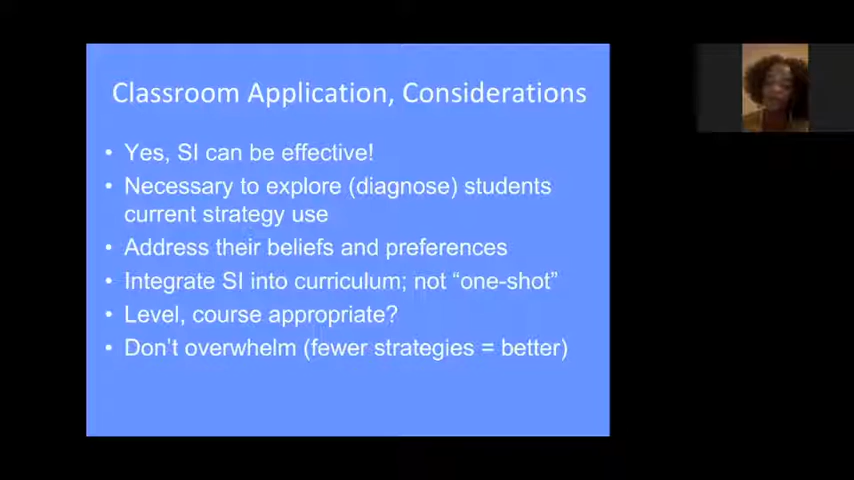 Classroom Application, Considerations
• Yes, SI can be effective!
• Necessary to explore (diagnose) students
current strategy use
• Address their beliefs and preferences
• Integrate SI into curriculum; not “one-shot”
• Level, course appropriate?
• Don’t overwhelm (fewer strategies = better)